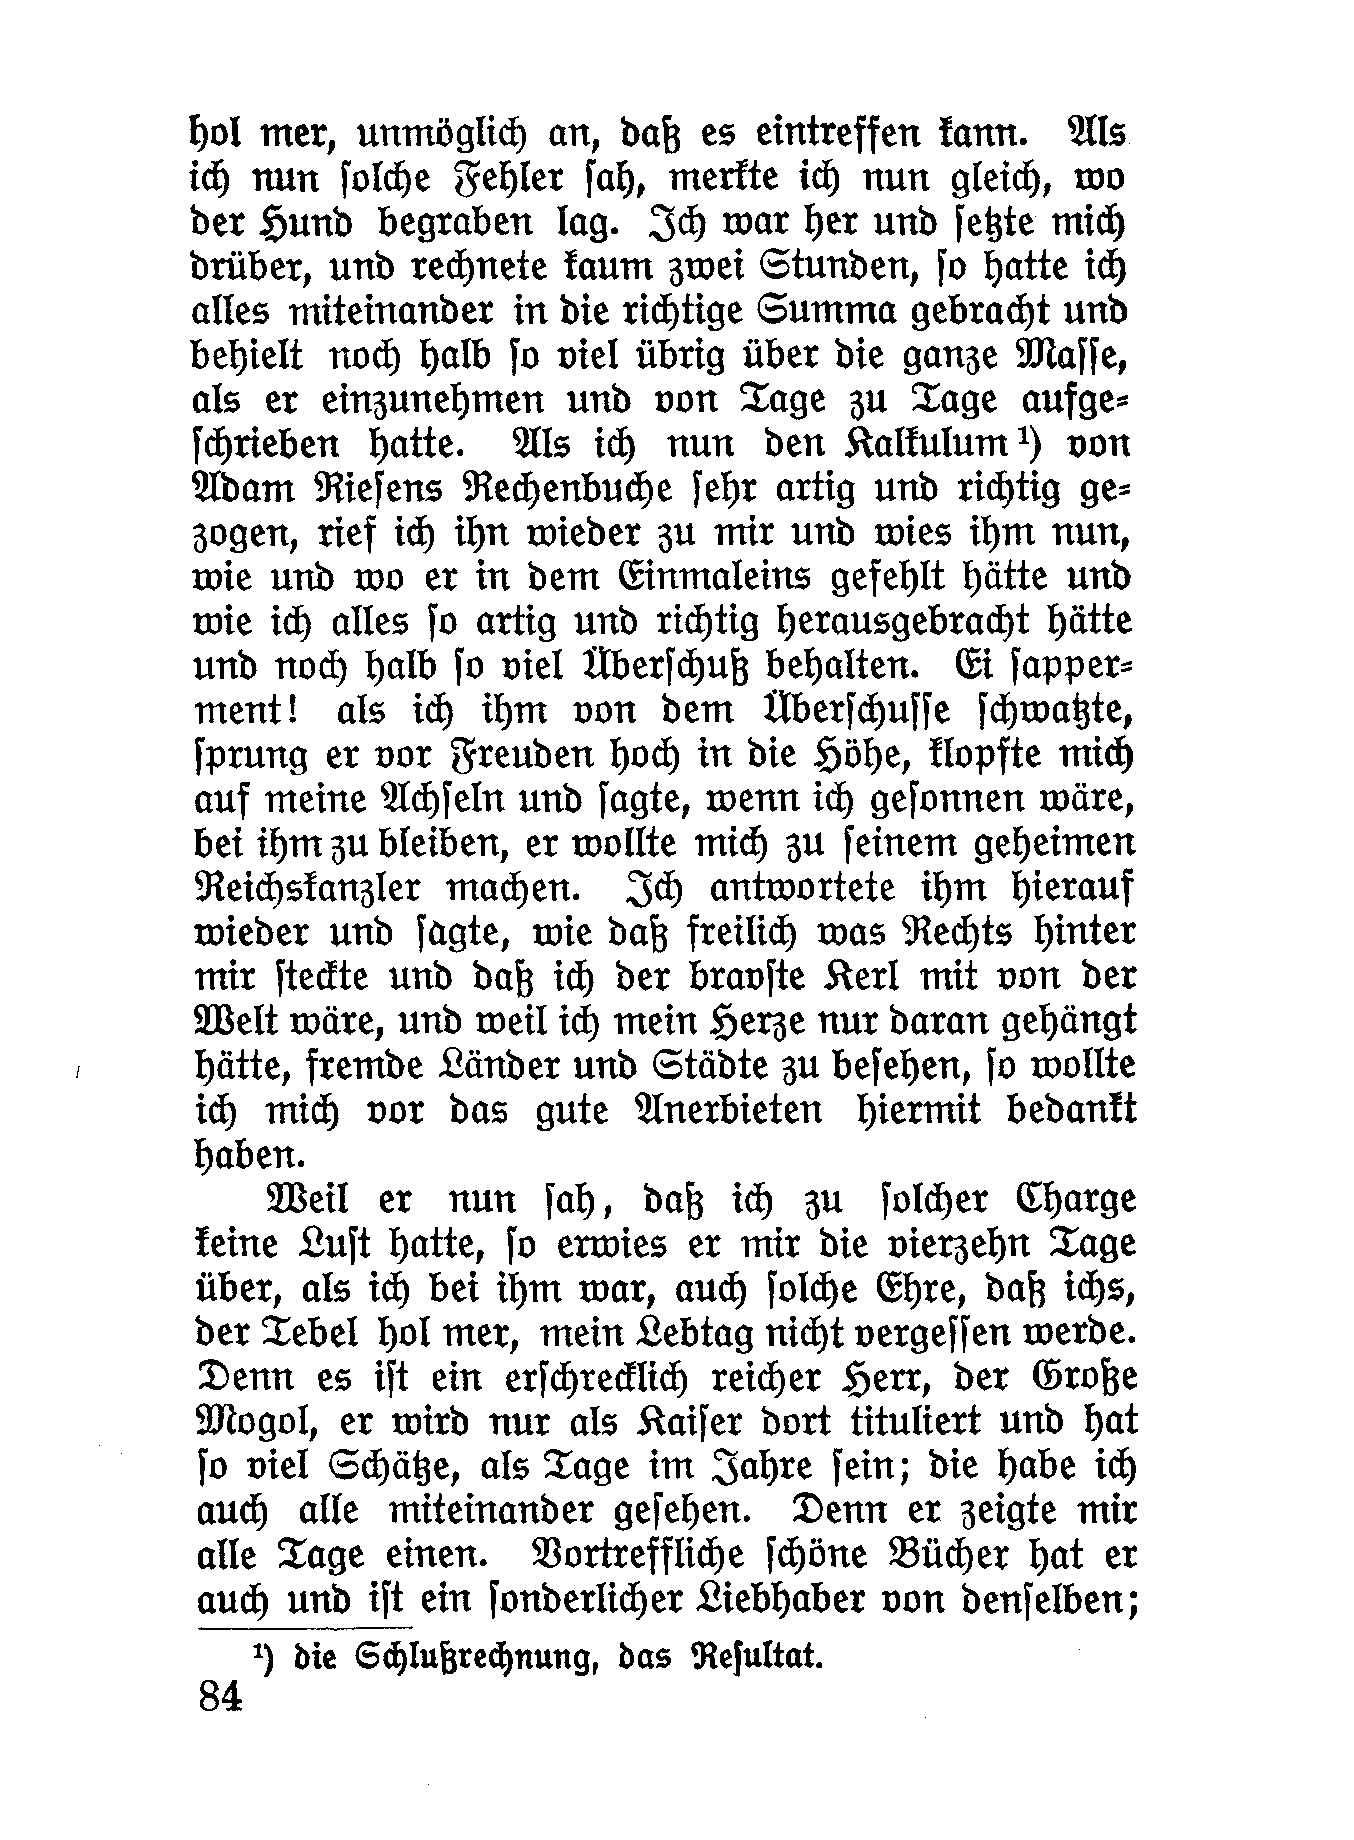 hol mer, unmöglich an, daß es eintreffen kann. Als
ich nun ſolche Fehler ſah, merkte ich nun gleich, wo
der Hund begraben lag. Ich war her und ſetzte mich
drüber, und rechnete kaum zwei Stunden, ſo hatte ich
alles miteinander in die richtige Summa gebracht und
behielt noch halb ſo viel übrig über die ganze Maſſe,
als er einzunehmen und von Tage zu Tage aufge⸗
ſchrieben hatte. Als ich nun den Kalkulum ¹) von
Adam Rieſens Rechenbuche ſehr artig und richtig ge⸗
zogen, rief ich ihn wieder zu mir und wies ihm nun,
wie und wo er in dem Einmaleins gefehlt hätte und
wie ich alles ſo artig und richtig herausgebracht hätte
und noch halb ſo viel Überſchuß behalten. Ei ſapper⸗
ment! als ich ihm von dem Überſchuſſe ſchwatzte,
ſprung er vor Freuden hoch in die Höhe, klopfte mich
auf meine Achſeln und ſagte, wenn ich geſonnen wäre,
bei ihm zu bleiben, er wollte mich zu ſeinem geheimen
Reichskanzler machen. Ich antwortete ihm hierauf
wieder und ſagte, wie daß freilich was Rechts hinter
mir ſteckte und daß ich der bravſte Kerl mit von der
Welt wäre, und weil ich mein Herze nur daran gehängt
hätte, fremde Länder und Städte zu beſehen, ſo wollte
ich mich vor das gute Anerbieten hiermit bedankt
haben.
Weil er nun ſah, daß ich zu ſolcher Charge
keine Luſt hatte, ſo erwies er mir die vierzehn Tage
über, als ich bei ihm war, auch ſolche Ehre, daß ichs,
der Tebel hol mer, mein Lebtag nicht vergeſſen werde.
Denn es iſt ein erſchrecklich reicher Herr, der Große
Mogol, er wird nur als Kaiſer dort tituliert und hat
ſo viel Schätze, als Tage im Jahre ſein; die habe ich
auch alle miteinander geſehen. Denn er zeigte mir
alle Tage einen. Vortreffliche ſchöne Bücher hat er
auch und iſt ein ſonderlicher Liebhaber von denſelben;
¹) die Schlußrechnung, das Reſultat.
84